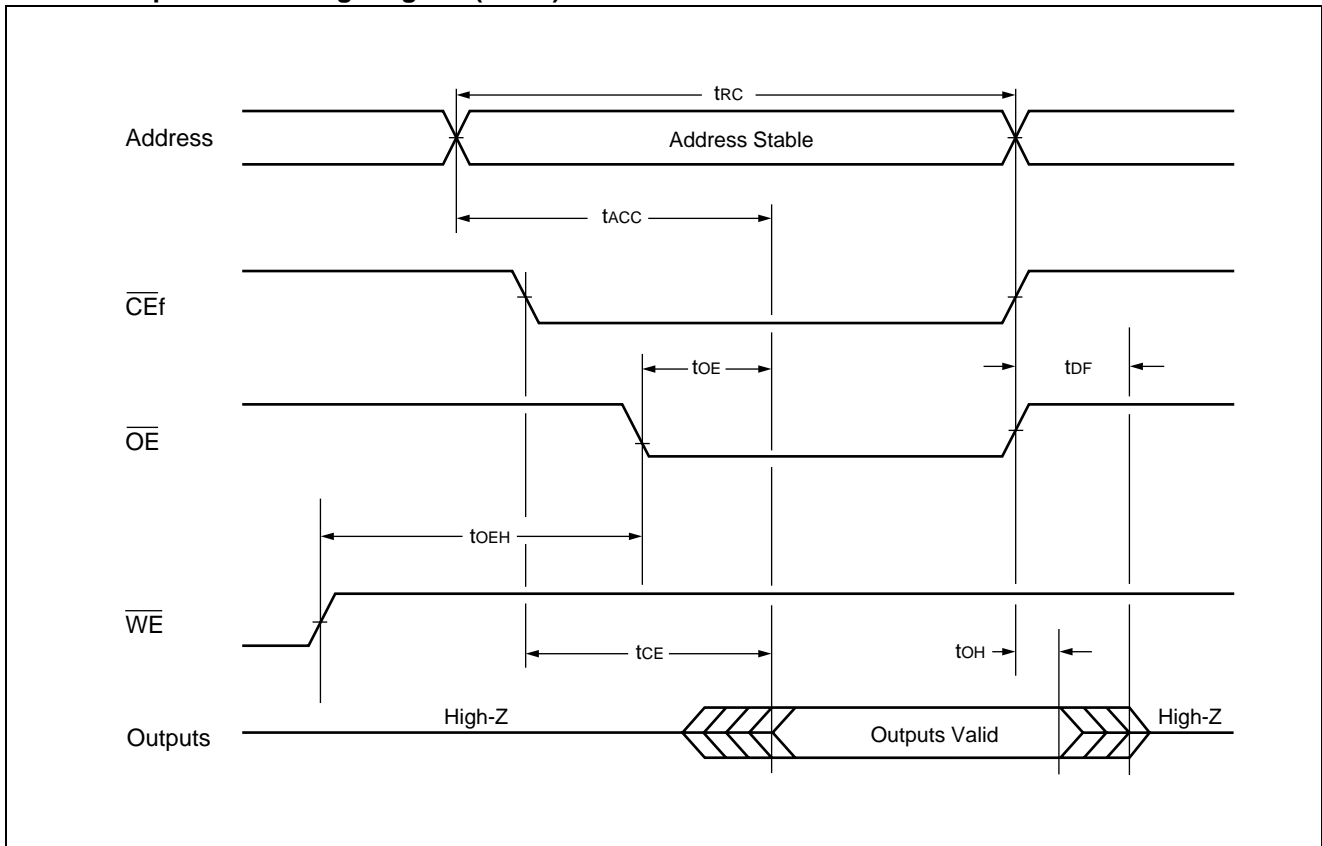 tRC
Address
Address Stable
tACC
CEf
tOE
tDF
OE
tOEH
WE
tCE
tOH
High-Z
High-Z
Outputs
Outputs Valid